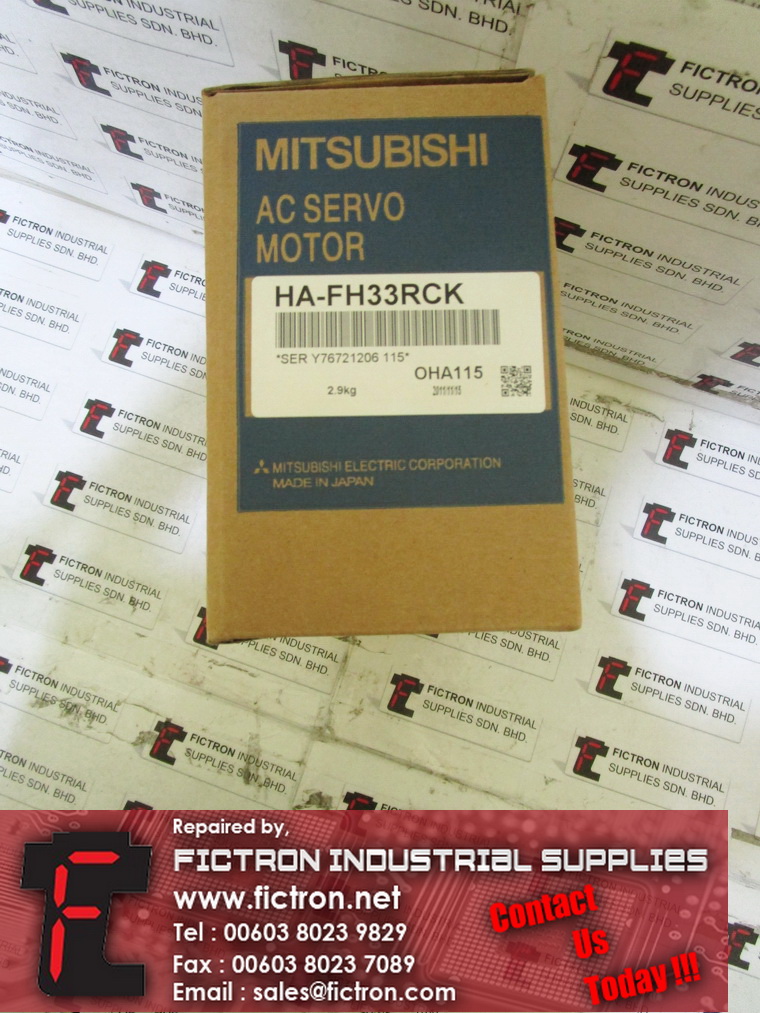 MITSUBISHI
AC SERVO
MOTOR
HA-FH33RCK
*SER Y76721206 115*
OHA115
2.9kg
MITSUBISHI ELECTRIC CORPORATION
MADE IN JAPAN
FICTRON INDUSTRIAL
SUPPLIES SDN. BHD.
Repaired by,
FICTRON INDUSTRIAL SUPPLIES
www.fictron.net
Tel : 00603 8023 9829
Fax : 00603 8023 7089
Email : sales@fictron.com
Contact
Us
Today !!!